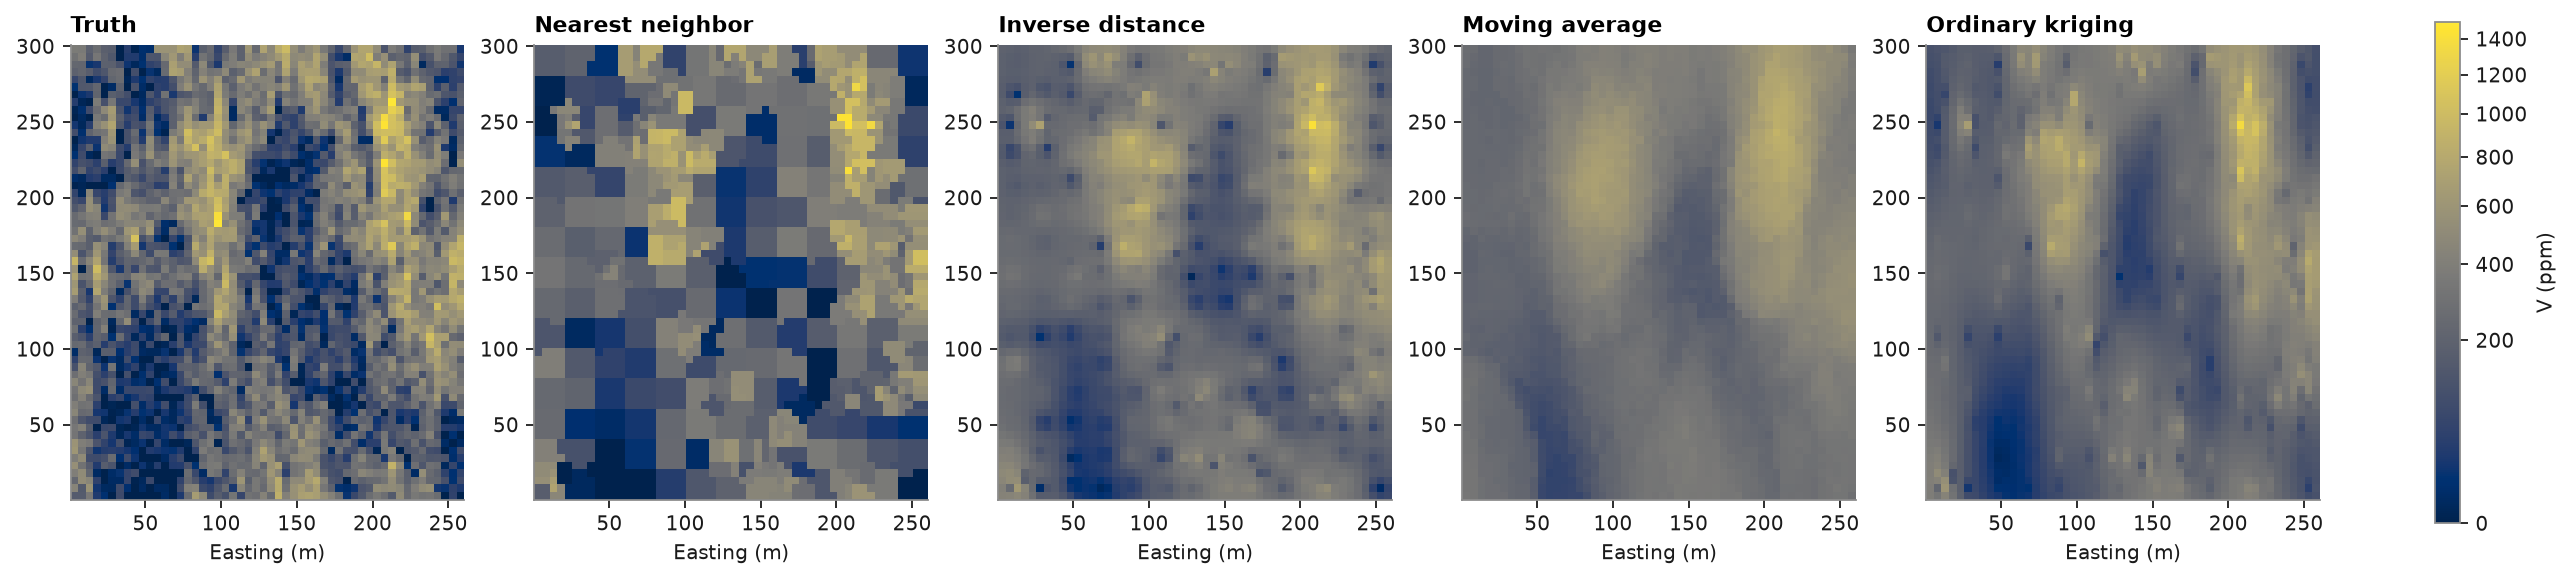 Truth
Nearest neighbor
Inverse distance
Moving average
Ordinary kriging
300 250 200 150 100 50
50 100 150 200 250
Easting (m)
300 250 200 150 100 50
50 100 150 200 250
Easting (m)
300 250 200 150 100 50
50 100 150 200 250
Easting (m)
300 250 200 150 100 50
50 100 150 200 250
Easting (m)
300 250 200 150 100 50
50 100 150 200 250
Easting (m)
1400
1200
1000
800
600
400
200
0
V (ppm)